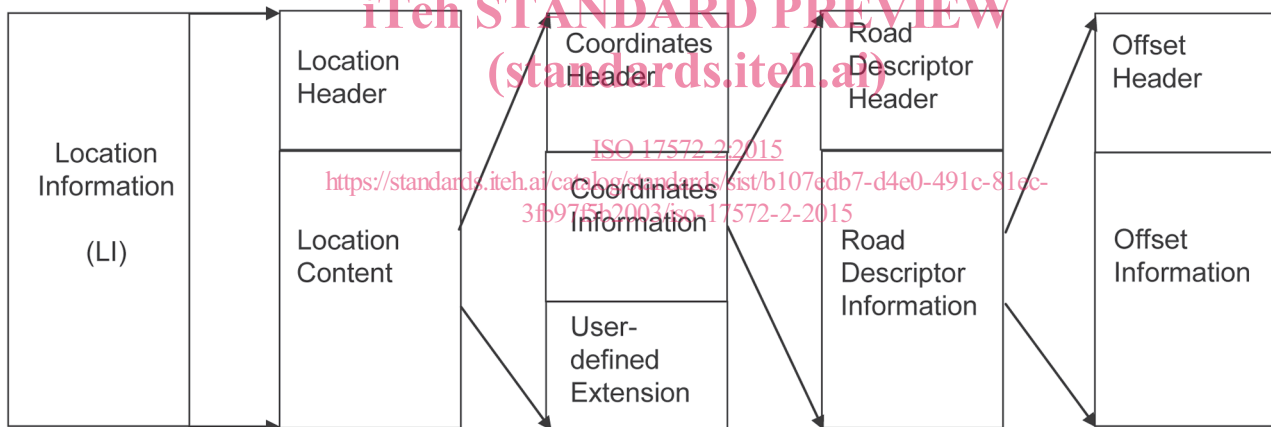 iTeh STANDARD PREVIEW
(standards.iteh.ai)
ISO 17572-2:2015
https://standards.iteh.ai/catalog/standards/sist/b107edb7-d4e0-491c-81ec-
3fb97f5b2003/iso-17572-2-2015
Location
Information
(LI)
Location
Header
Location
Content
Coordinates
Header
Coordinates
Information
User-
defined
Extension
Road
Descriptor
Header
Road
Descriptor
Information
Offset
Header
Offset
Information